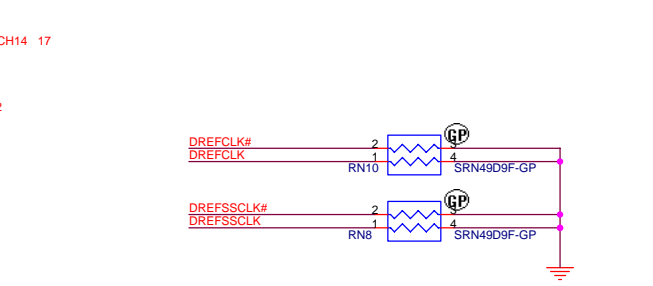 CH14 17
2
DREFCLK# 2 GP 3
DREFCLK 1 4
RN10 SRN49D9F-GP
DREFSSCLK# 2 GP 3
DREFSSCLK 1 4
RN8 SRN49D9F-GP